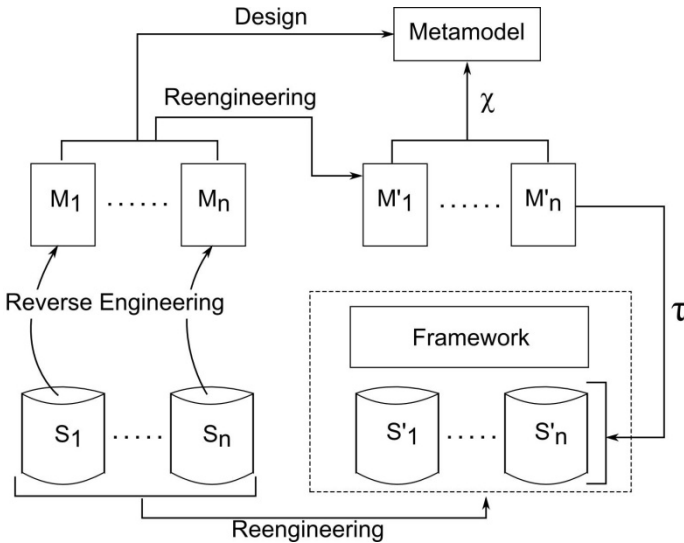 Design
Metamodel
Reengineering
χ
M1 ...... Mn
M'1 ...... M'n
Reverse Engineering
τ
Framework
S1 ..... Sn
S'1 ..... S'n
Reengineering